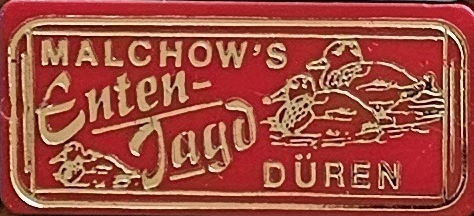 MALCHOW'S
Enten-
Jagd
DÜREN